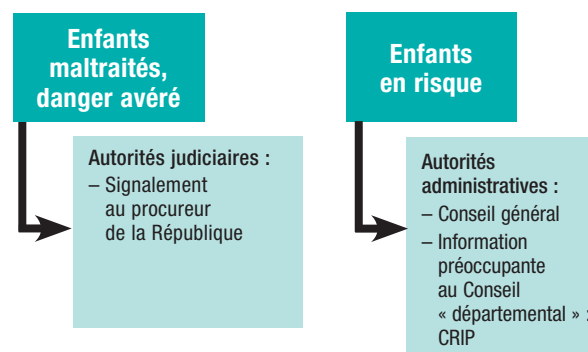 Enfants
maltraités,
danger avéré
Autorités judiciaires :
– Signalement
au procureur
de la République
Enfants
en risque
Autorités
administratives :
– Conseil général
– Information
préoccupante
au Conseil
« départemental » :
CRIP